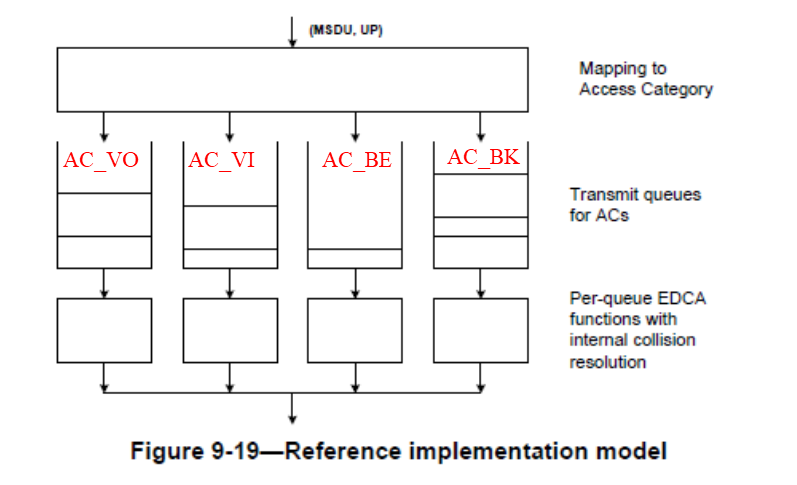 (MSDU, UP)
Mapping to
Access Category
AC_VO AC_VI AC_BE AC_BK
Transmit queues
for ACs
Per-queue EDCA
functions with
internal collision
resolution
Figure 9-19—Reference implementation model